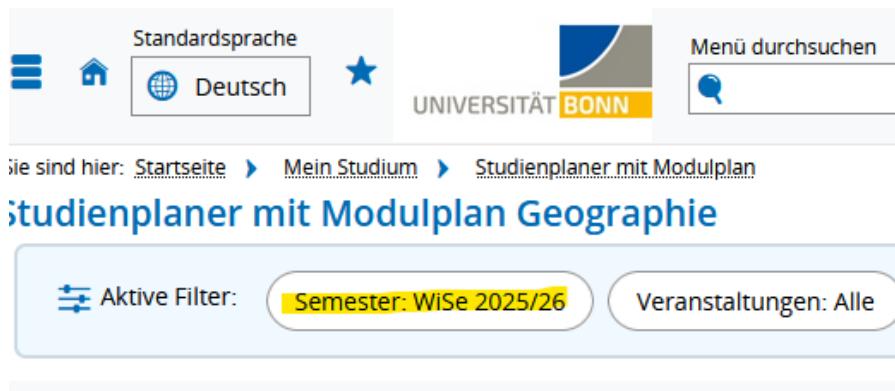 Standardsprache
Deutsch
UNIVERSITÄT BONN
Menü durchsuchen
Sie sind hier: Startseite ❯ Mein Studium ❯ Studienplaner mit Modulplan
Studienplaner mit Modulplan Geographie
Aktive Filter: Semester: WiSe 2025/26 Veranstaltungen: Alle